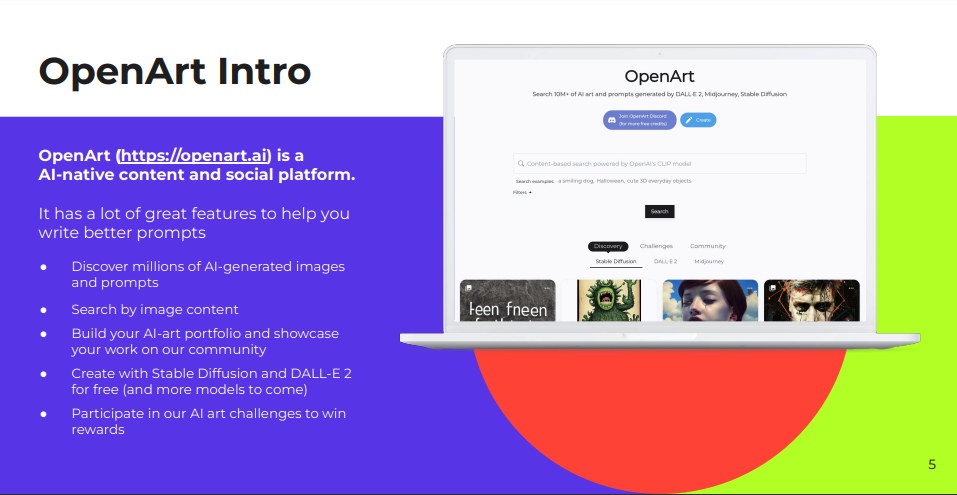 OpenArt Intro
OpenArt (https://openart.ai) is a
AI-native content and social platform.
It has a lot of great features to help you
write better prompts
● Discover millions of AI-generated images
and prompts
● Search by image content
● Build your AI-art portfolio and showcase
your work on our community
● Create with Stable Diffusion and DALL-E 2
for free (and more models to come)
● Participate in our AI art challenges to win
rewards
OpenArt
Search 10M+ of AI art and prompts generated by DALL·E 2, Midjourney, Stable Diffusion
Join OpenArt Discord
(for more free credits)
Create
Content-based search powered by OpenAI's CLIP model
Search examples: a smiling dog, Halloween, cute 3D everyday objects
Filters
Search
Discovery Challenges Community
Stable Diffusion DALL·E 2 Midjourney
5